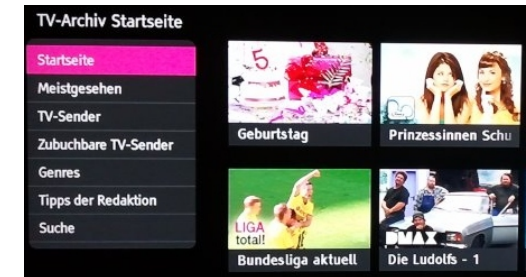 TV-Archiv Startseite
Startseite
Meistgesehen
TV-Sender
Zubuchbare TV-Sender
Genres
Tipps der Redaktion
Suche
5
Geburtstag
Prinzessinnen Schu
LIGA
total!
Bundesliga aktuell
DMAX
Die Ludolfs - 1